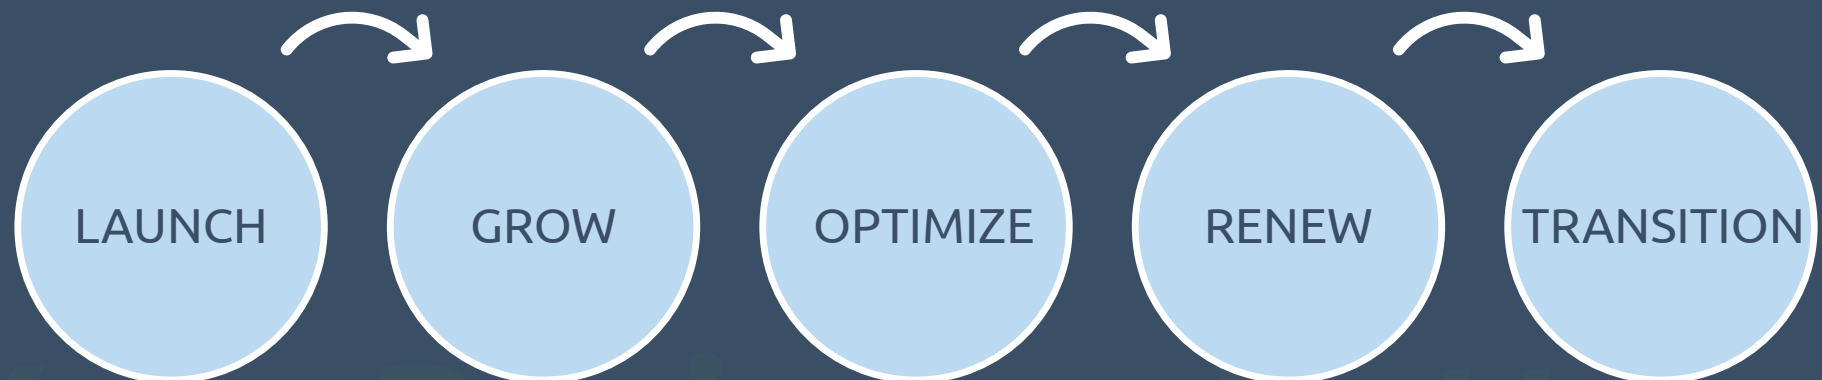 LAUNCH
GROW
OPTIMIZE
RENEW
TRANSITION